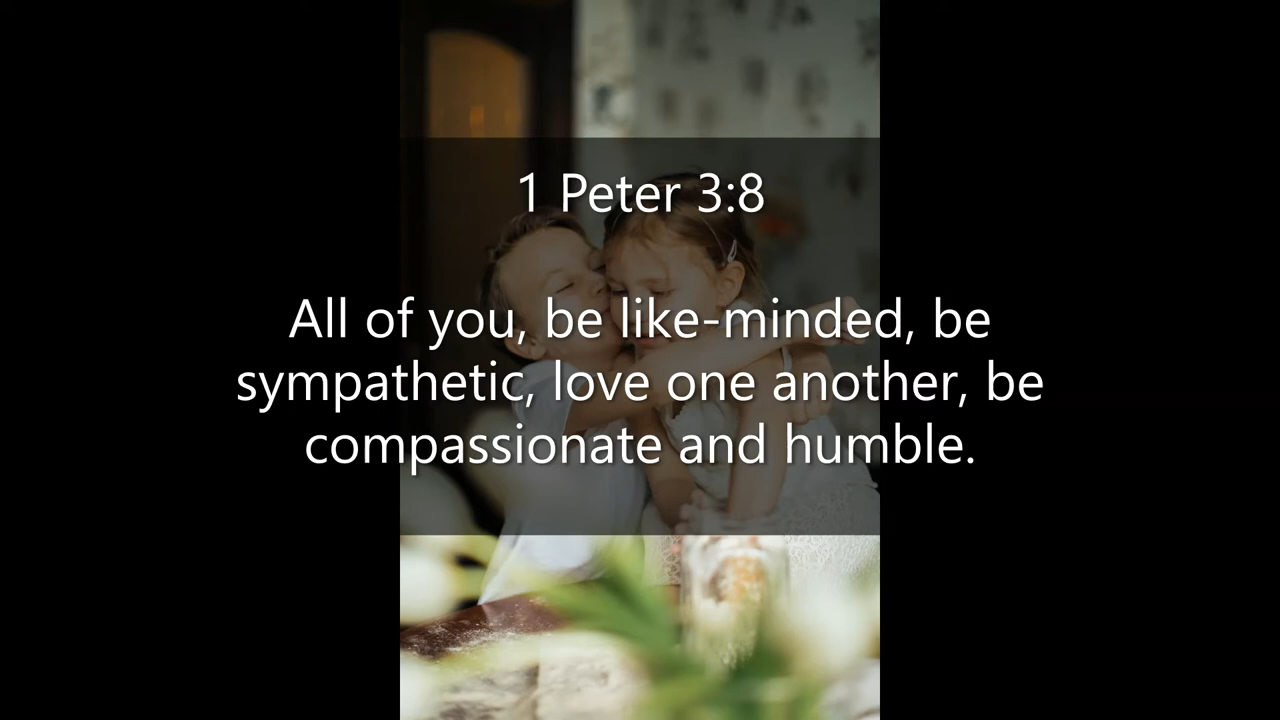 1 Peter 3:8
All of you, be like-minded, be
sympathetic, love one another, be
compassionate and humble.